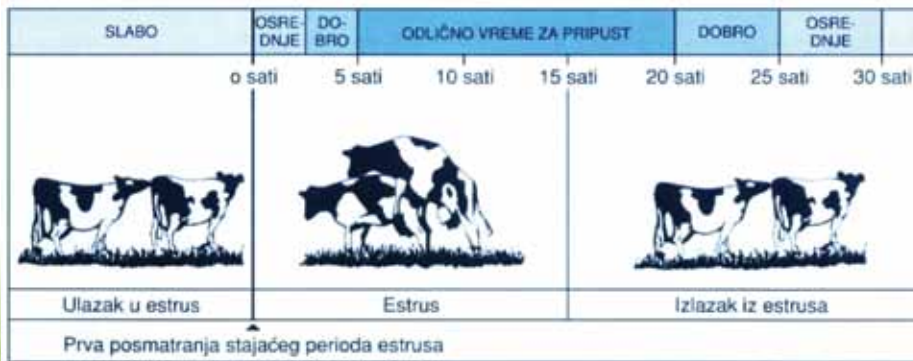 SLABO
OSRE-
DNJE
DO-
BRO
ODLIČNO VREME ZA PRIPUST
DOBRO
OSRE-
DNJE
o sati 5 sati 10 sati 15 sati 20 sati 25 sati 30 sati
Ulazak u estrus Estrus Izlazak iz estrusa
Prva posmatranja stajaćeg perioda estrusa